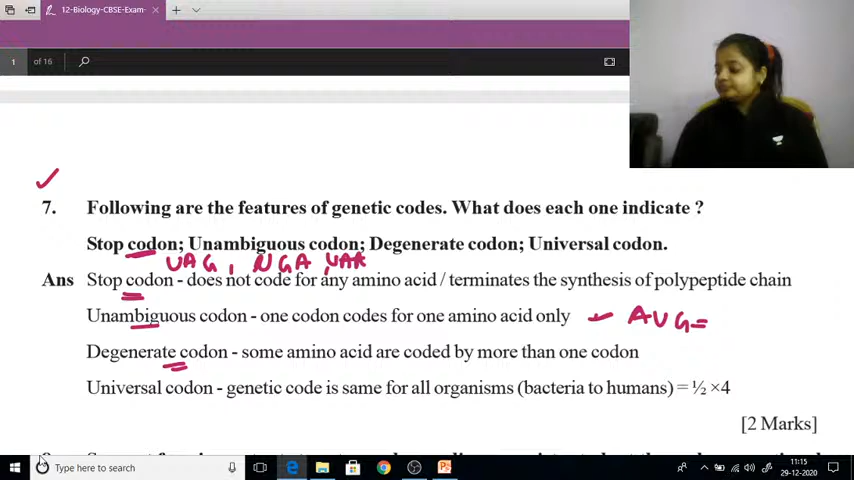 12-Biology-CBSE-Exam-
1 of 16
7. Following are the features of genetic codes. What does each one indicate ?
Stop codon; Unambiguous codon; Degenerate codon; Universal codon.
UAG, UGA, UAA
Ans Stop codon - does not code for any amino acid / terminates the synthesis of polypeptide chain
Unambiguous codon - one codon codes for one amino acid only AUG=
Degenerate codon - some amino acid are coded by more than one codon
Universal codon - genetic code is same for all organisms (bacteria to humans) = ½ ×4
[2 Marks]
Type here to search
11:15
29-12-2020